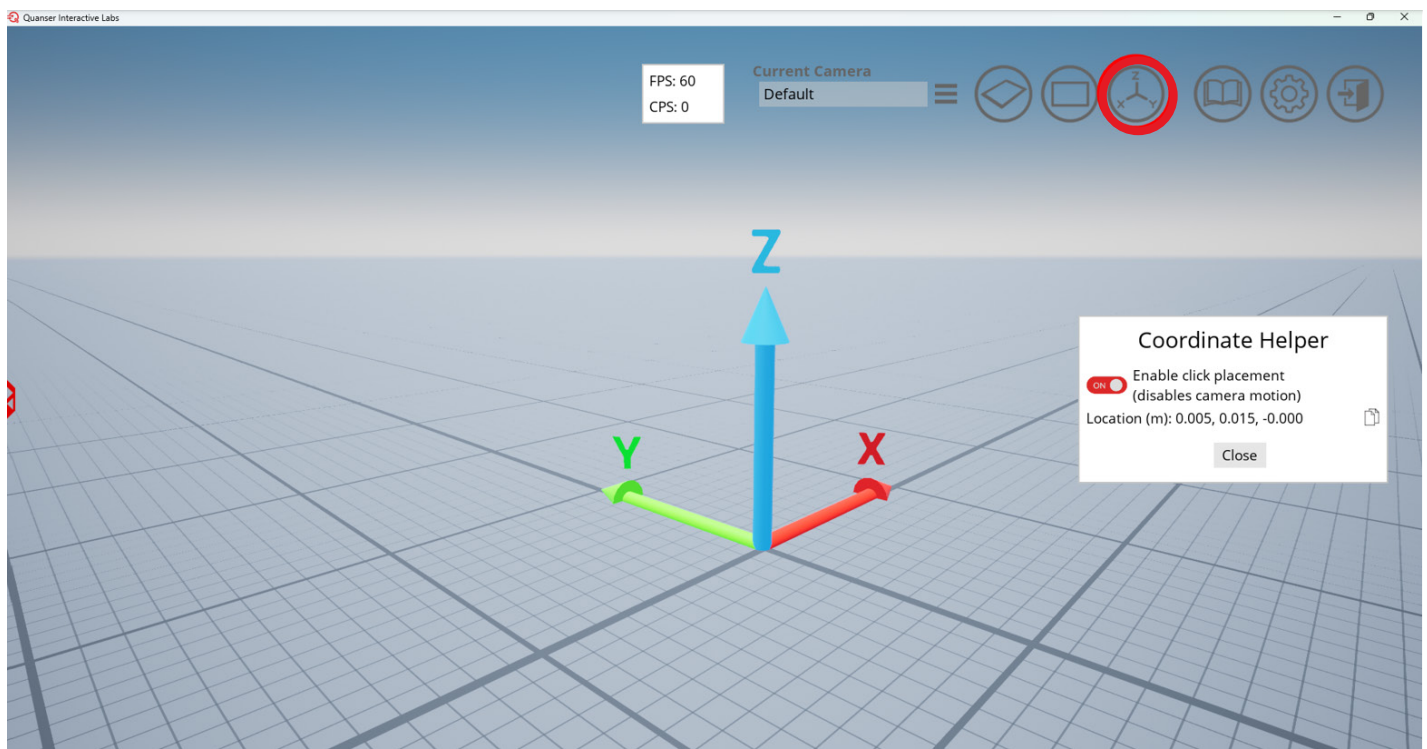 Quanser Interactive Labs
FPS: 60
CPS: 0
Current Camera
Default
Z
X
Y
Z
Y
X
Coordinate Helper
ON
Enable click placement
(disables camera motion)
Location (m): 0.005, 0.015, -0.000
Close